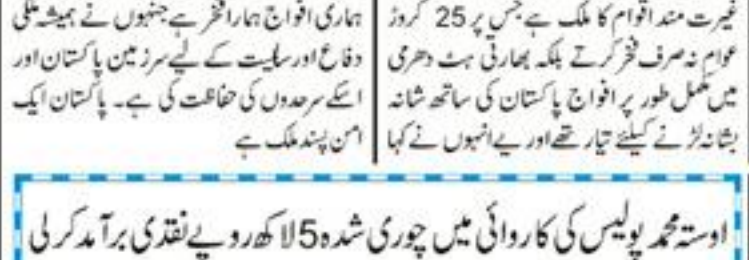 غیرت مند اقوام کا ملک ہے جس پر 25 کروڑ
عوام نہ صرف فخر کرتے بلکہ بھارتی ہٹ دھرمی
میں مکمل طور پر افواج پاکستان کی ساتھ شانہ
بشانہ لڑنے کیلئے تیار تھے اور ہے انہوں نے کہا
ہماری افواج ہمارا فخر ہے جنہوں نے ہمیشہ ملکی
دفاع اور سالیت کے لیے سرزمین پاکستان اور
اسکے سرحدوں کی حفاظت کی ہے۔ پاکستان ایک
امن پسند ملک ہے
اوستہ محمد پولیس کی کاروائی میں چوری شدہ 5 لاکھ روپے نقدی برآمد کر لی